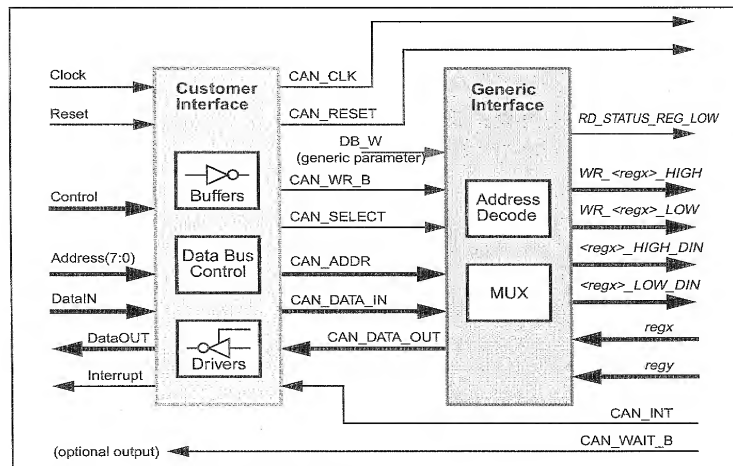 Clock
Reset
Control
Address(7:0)
DataIN
DataOUT
Interrupt
(optional output)
Customer
Interface
Buffers
Data Bus
Control
Drivers
CAN_CLK
CAN_RESET
DB_W
(generic parameter)
CAN_WR_B
CAN_SELECT
CAN_ADDR
CAN_DATA_IN
CAN_DATA_OUT
Generic
Interface
Address
Decode
MUX
RD_STATUS_REG_LOW
WR_<regx>_HIGH
WR_<regx>_LOW
<regx>_HIGH_DIN
<regx>_LOW_DIN
regx
regy
CAN_INT
CAN_WAIT_B